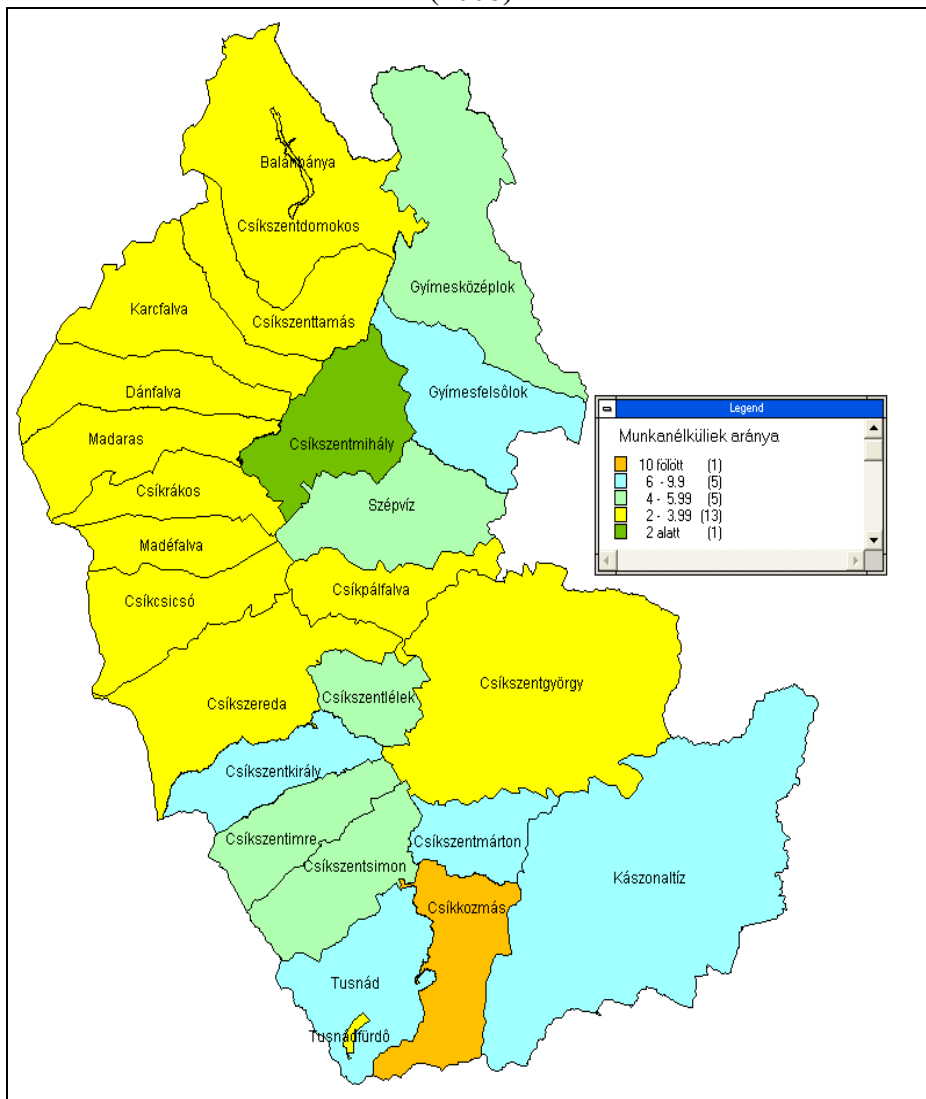 Balánbánya
Csíkszentdomokos
Gyímesközéplok
Karcfalva
Csíkszenttamás
Dánfalva
Gyímesfelsôlok
Madaras
Csíkszentmihály
Csíkrákos
Szépvíz
Madéfalva
Csíkcsicsó
Csíkpálfalva
Csíkszentgyörgy
Csíkszentlélek
Csíkszereda
Csíkszentkirály
Csíkszentimre
Csíkszentmárton
Csíkszentsimon
Kászonaltíz
Csíkkozmás
Tusnád
Tusnádfürdô
Legend
Munkanélküliek aránya
10 fölött (1)
6 - 9.9 (5)
4 - 5.99 (5)
2 - 3.99 (13)
2 alatt (1)